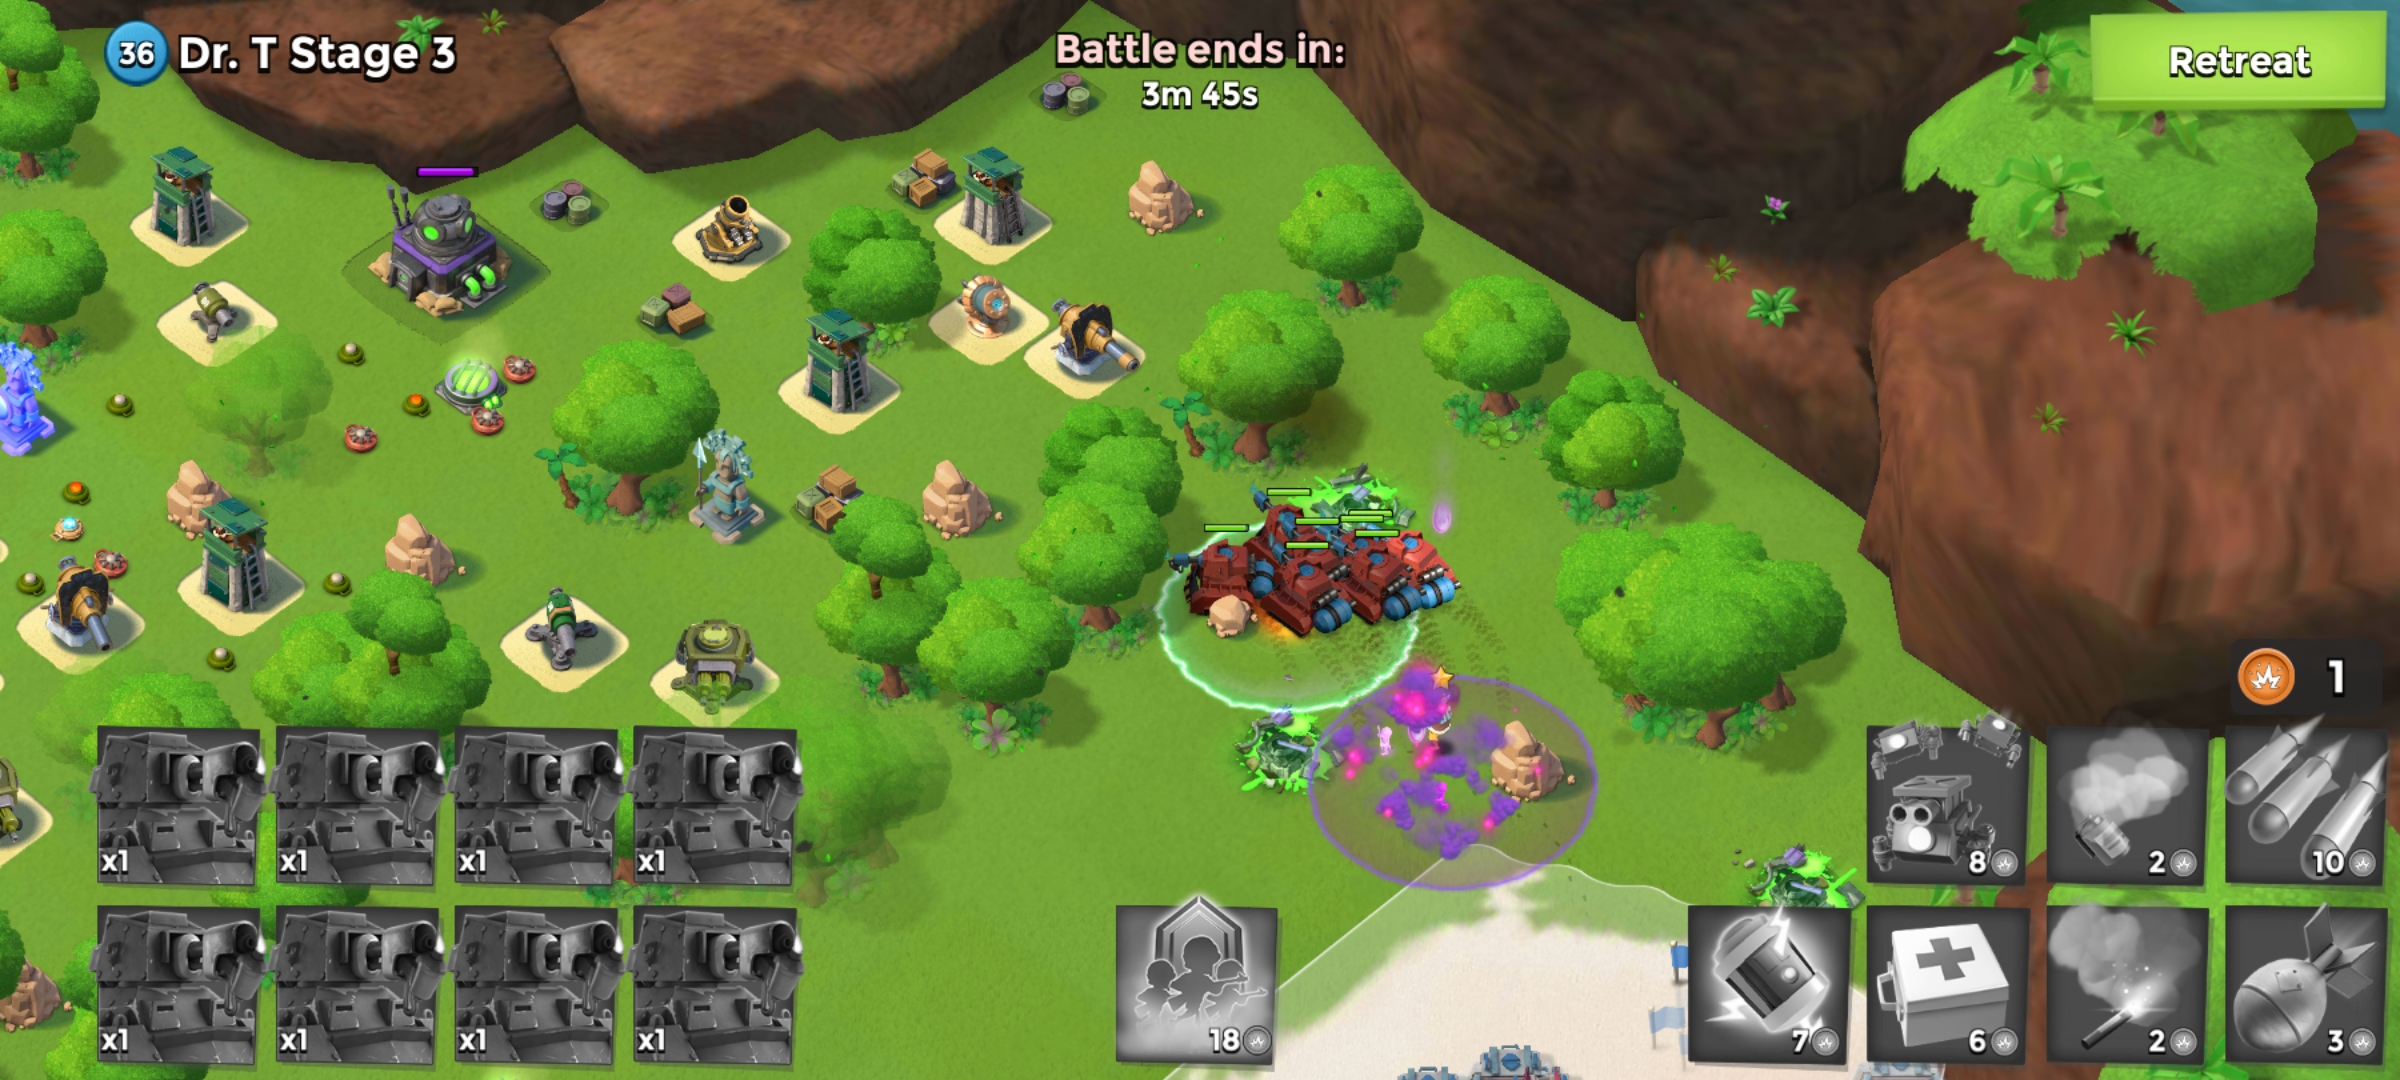 36 Dr. T Stage 3
Battle ends in:
3m 45s
Retreat
1
x1 x1 x1 x1
8 2 10
x1 x1 x1 x1
18 7 6 2 3